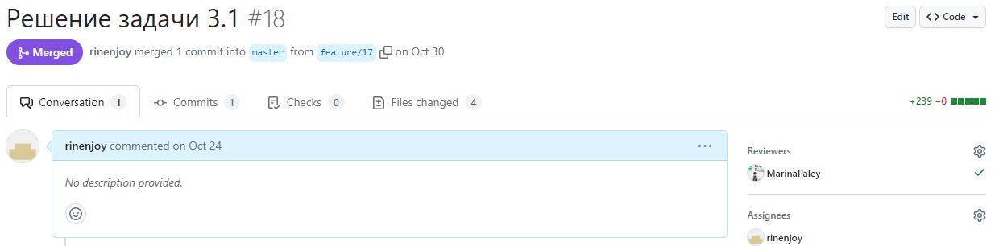 Решение задачи 3.1 #18
Edit
Code
Merged rinenjoy merged 1 commit into master from feature/17 on Oct 30
Conversation 1
Commits 1
Checks 0
Files changed 4
+239 −0
rinenjoy commented on Oct 24
No description provided.
Reviewers
MarinaPaley
Assignees
rinenjoy